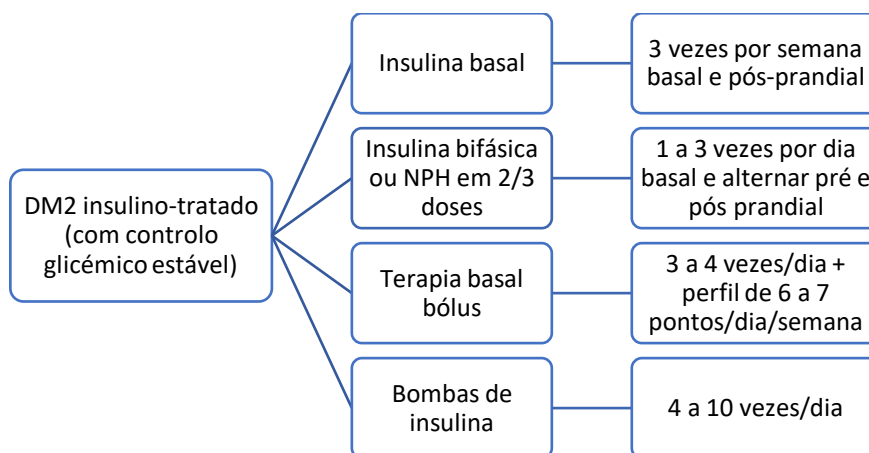 DM2 insulino-tratado
(com controlo
glicémico estável)
Insulina basal
3 vezes por semana
basal e pós-prandial
Insulina bifásica
ou NPH em 2/3
doses
1 a 3 vezes por dia
basal e alternar pré e
pós prandial
Terapia basal
bólus
3 a 4 vezes/dia +
perfil de 6 a 7
pontos/dia/semana
Bombas de
insulina
4 a 10 vezes/dia